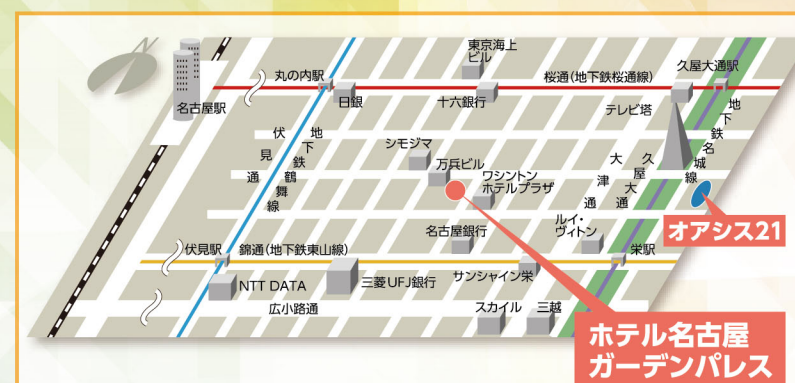 東京海上
ビル
久屋大通駅
丸の内駅
桜通(地下鉄桜通線)
名古屋駅
日銀
十六銀行
テレビ塔
地下鉄名城線
伏見通
地下鉄鶴舞線
シモジマ
万兵ビル
ワシントン
ホテルプラザ
大津通
久屋大通
オアシス21
名古屋銀行
ルイ・
ヴィトン
伏見駅
錦通(地下鉄東山線)
栄駅
NTT DATA
三菱UFJ銀行
サンシャイン栄
広小路通
スカイル
三越
ホテル名古屋
ガーデンパレス